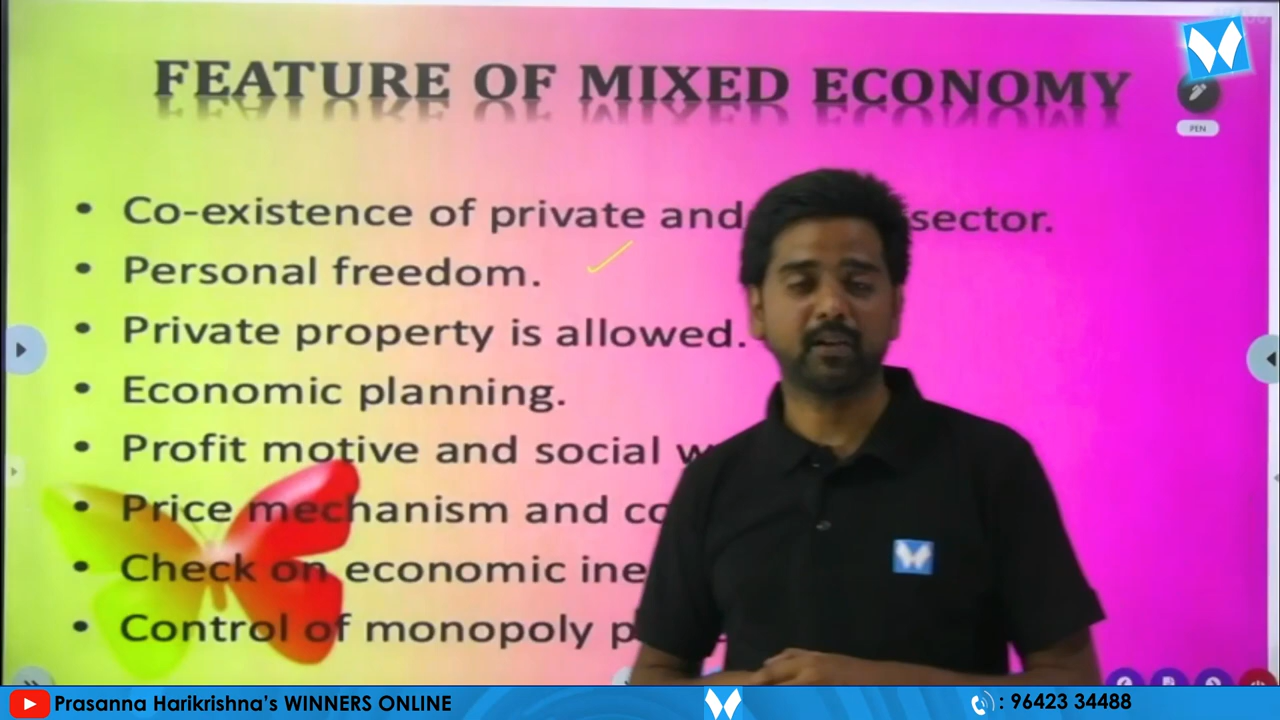 FEATURE OF MIXED ECONOMY
PEN
• Co-existence of private and sector.
• Personal freedom.
• Private property is allowed.
• Economic planning.
• Profit motive and social
• Price mechanism and
• Check on economic
• Control of monopoly
Prasanna Harikrishna's WINNERS ONLINE
: 96423 34488